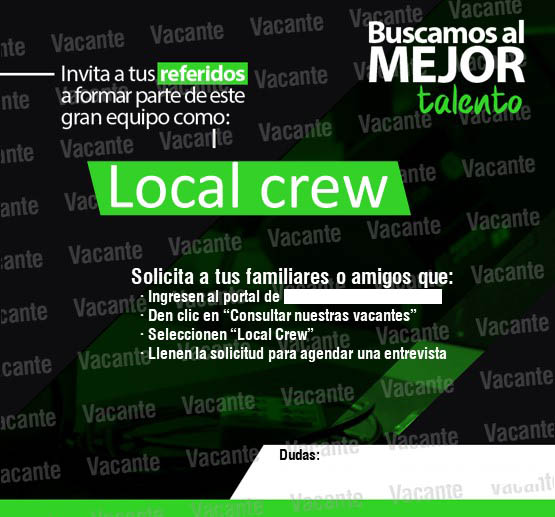 Buscamos al
MEJOR
talento
Invita a tus referidos
a formar parte de este
gran equipo como:
Local crew
Solicita a tus familiares o amigos que:
· Ingresen al portal de
· Den clic en “Consultar nuestras vacantes”
· Seleccionen “Local Crew”
· Llenen la solicitud para agendar una entrevista
Dudas:
Vacante